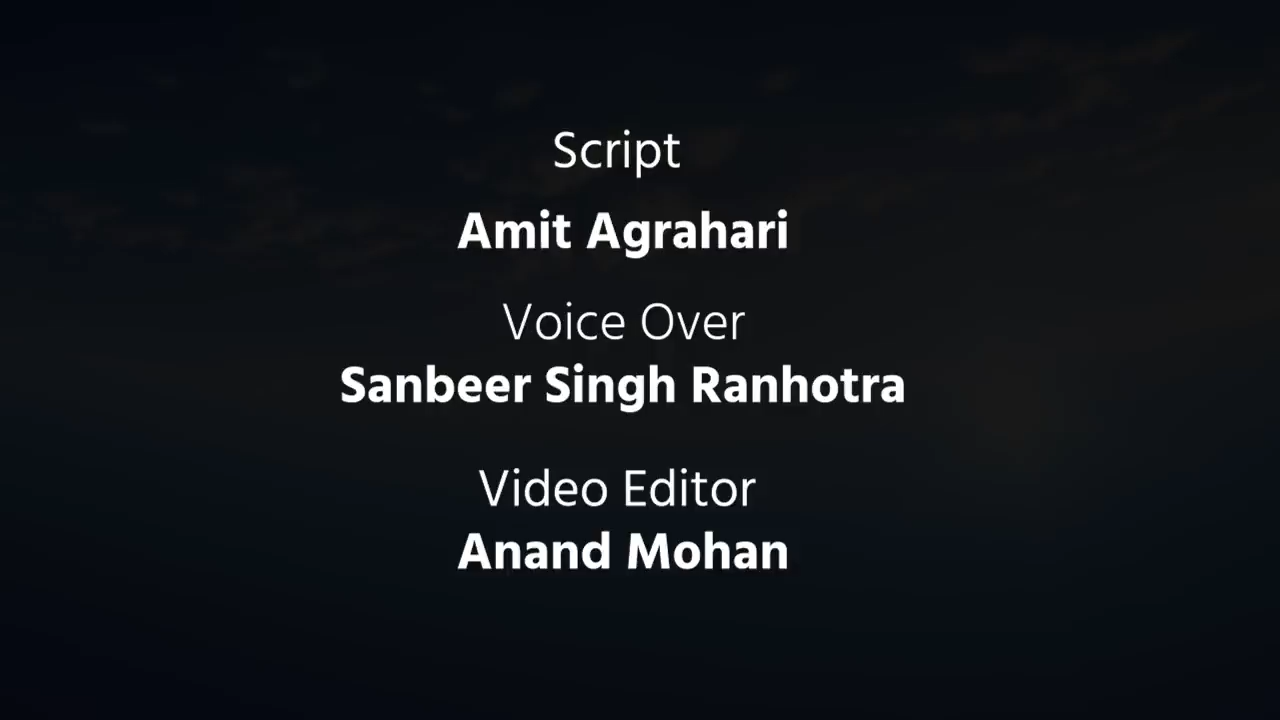 Script
Amit Agrahari
Voice Over
Sanbeer Singh Ranhotra
Video Editor
Anand Mohan